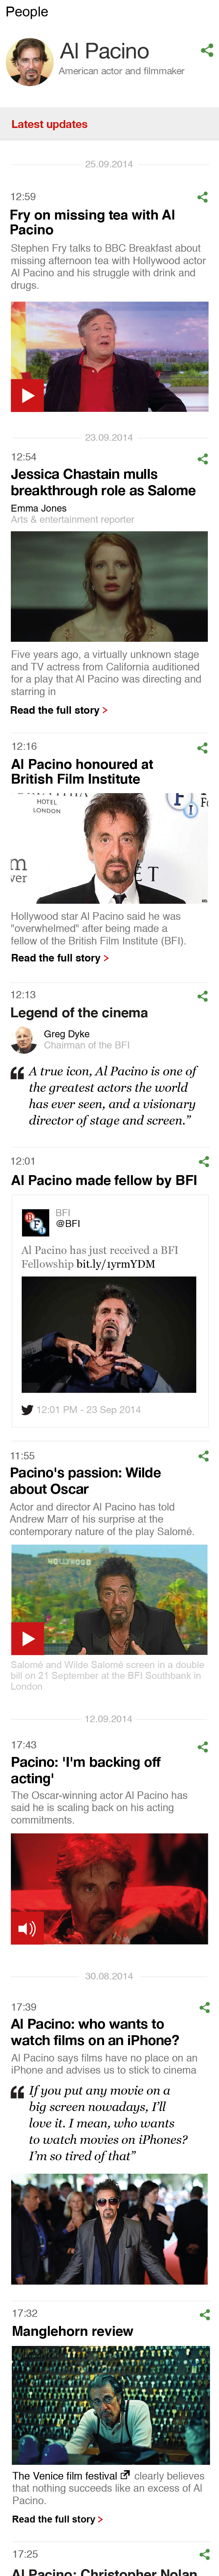 People
Al Pacino
American actor and filmmaker
Latest updates
25.09.2014
12:59
Fry on missing tea with Al
Pacino
Stephen Fry talks to BBC Breakfast about
missing afternoon tea with Hollywood actor
Al Pacino and his struggle with drink and
drugs.
23.09.2014
12:54
Jessica Chastain mulls
breakthrough role as Salome
Emma Jones
Arts & entertainment reporter
Five years ago, a virtually unknown stage
and TV actress from California auditioned
for a play that Al Pacino was directing and
starring in
Read the full story >
12:16
Al Pacino honoured at
British Film Institute
HOTEL
LONDON
Hollywood star Al Pacino said he was
"overwhelmed" after being made a
fellow of the British Film Institute (BFI).
Read the full story >
12:13
Legend of the cinema
Greg Dyke
Chairman of the BFI
“ A true icon, Al Pacino is one of
the greatest actors the world
has ever seen, and a visionary
director of stage and screen.”
12:01
Al Pacino made fellow by BFI
BFI
@BFI
Al Pacino has just received a BFI
Fellowship bit.ly/1yrmYDM
12:01 PM - 23 Sep 2014
11:55
Pacino's passion: Wilde
about Oscar
Actor and director Al Pacino has told
Andrew Marr of his surprise at the
contemporary nature of the play Salomé.
HOLLYWOOD
Salomé and Wilde Salomé screen in a double
bill on 21 September at the BFI Southbank in
London
12.09.2014
17:43
Pacino: 'I'm backing off
acting'
The Oscar-winning actor Al Pacino has
said he is scaling back on his acting
commitments.
30.08.2014
17:39
Al Pacino: who wants to
watch films on an iPhone?
Al Pacino says films have no place on an
iPhone and advises us to stick to cinema
“ If you put any movie on a
big screen nowadays, I’ll
love it. I mean, who wants
to watch movies on iPhones?
I’m so tired of that”
17:32
Manglehorn review
The Venice film festival clearly believes
that nothing succeeds like an excess of Al
Pacino.
Read the full story >
17:25
Al Pacino: Christopher Nolan